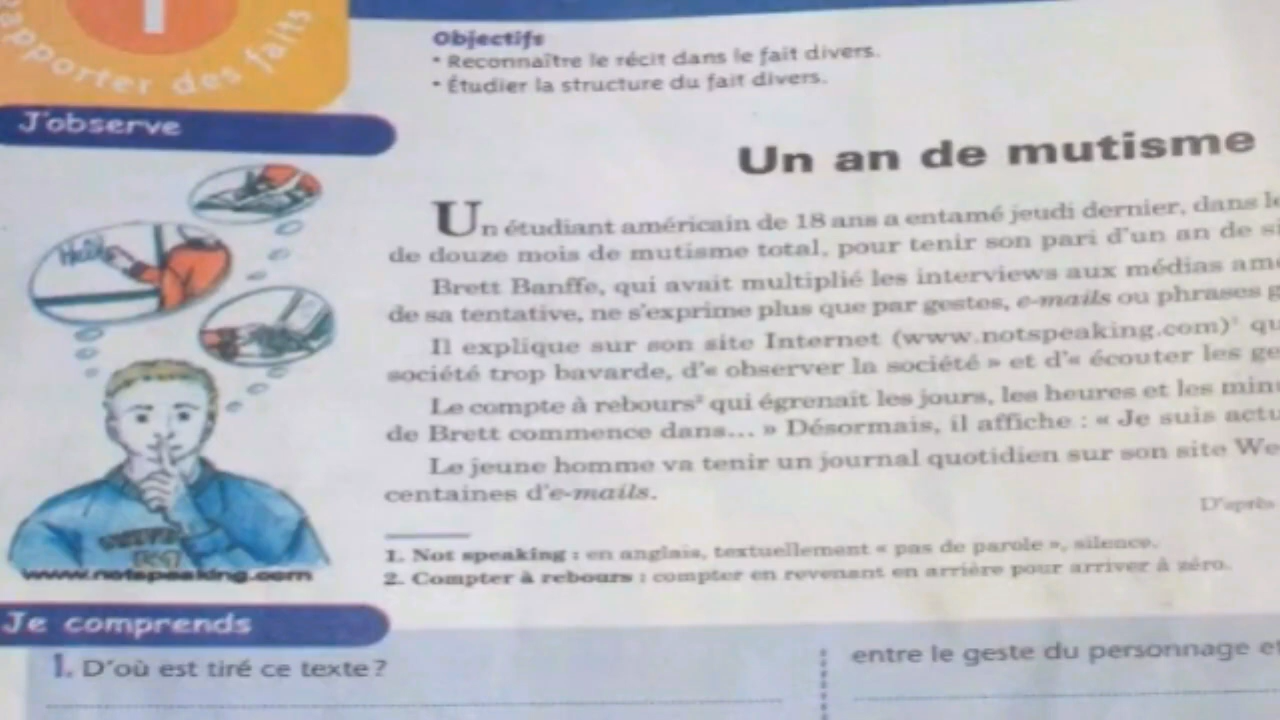 1
apporter des faits
Objectifs
• Reconnaître le récit dans le fait divers.
• Étudier la structure du fait divers.
J'observe
Un an de mutisme
Un étudiant américain de 18 ans a entamé jeudi dernier, dans
de douze mois de mutisme total, pour tenir son pari d'un an de
Brett Banffe, qui avait multiplié les interviews aux médias
de sa tentative, ne s'exprime plus que par gestes, e-mails ou phrases
Il explique sur son site Internet (www.notspeaking.com)¹
société trop bavarde, d'« observer la société » et d'« écouter les
Le compte à rebours² qui égrenait les jours, les heures et les
de Brett commence dans... » Désormais, il affiche : « Je suis
Le jeune homme va tenir un journal quotidien sur son site
centaines d'e-mails.
D'après
Hello
www.notspeaking.com
1. Not speaking : en anglais, textuellement « pas de parole », silence.
2. Compter à rebours : compter en revenant en arrière pour arriver à zéro.
Je comprends
1. D'où est tiré ce texte ?
entre le geste du personnage et